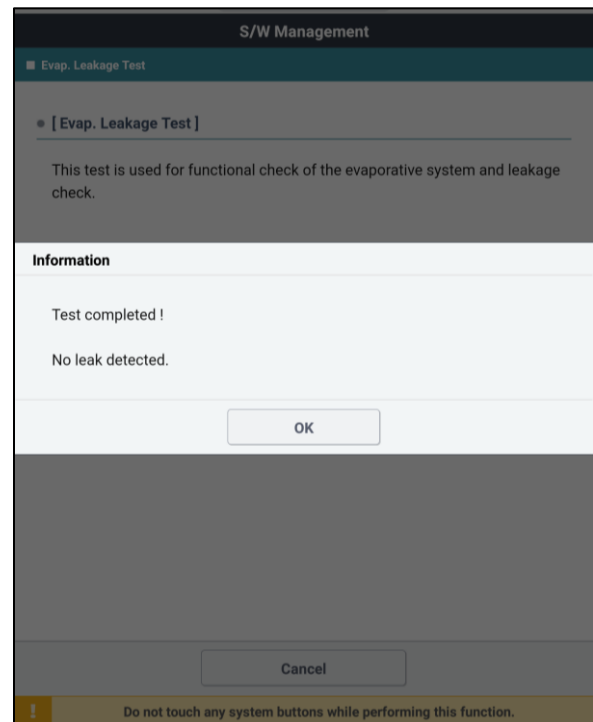 S/W Management
Evap. Leakage Test
[ Evap. Leakage Test ]
This test is used for functional check of the evaporative system and leakage
check.
Information
Test completed !
No leak detected.
OK
Cancel
! Do not touch any system buttons while performing this function.